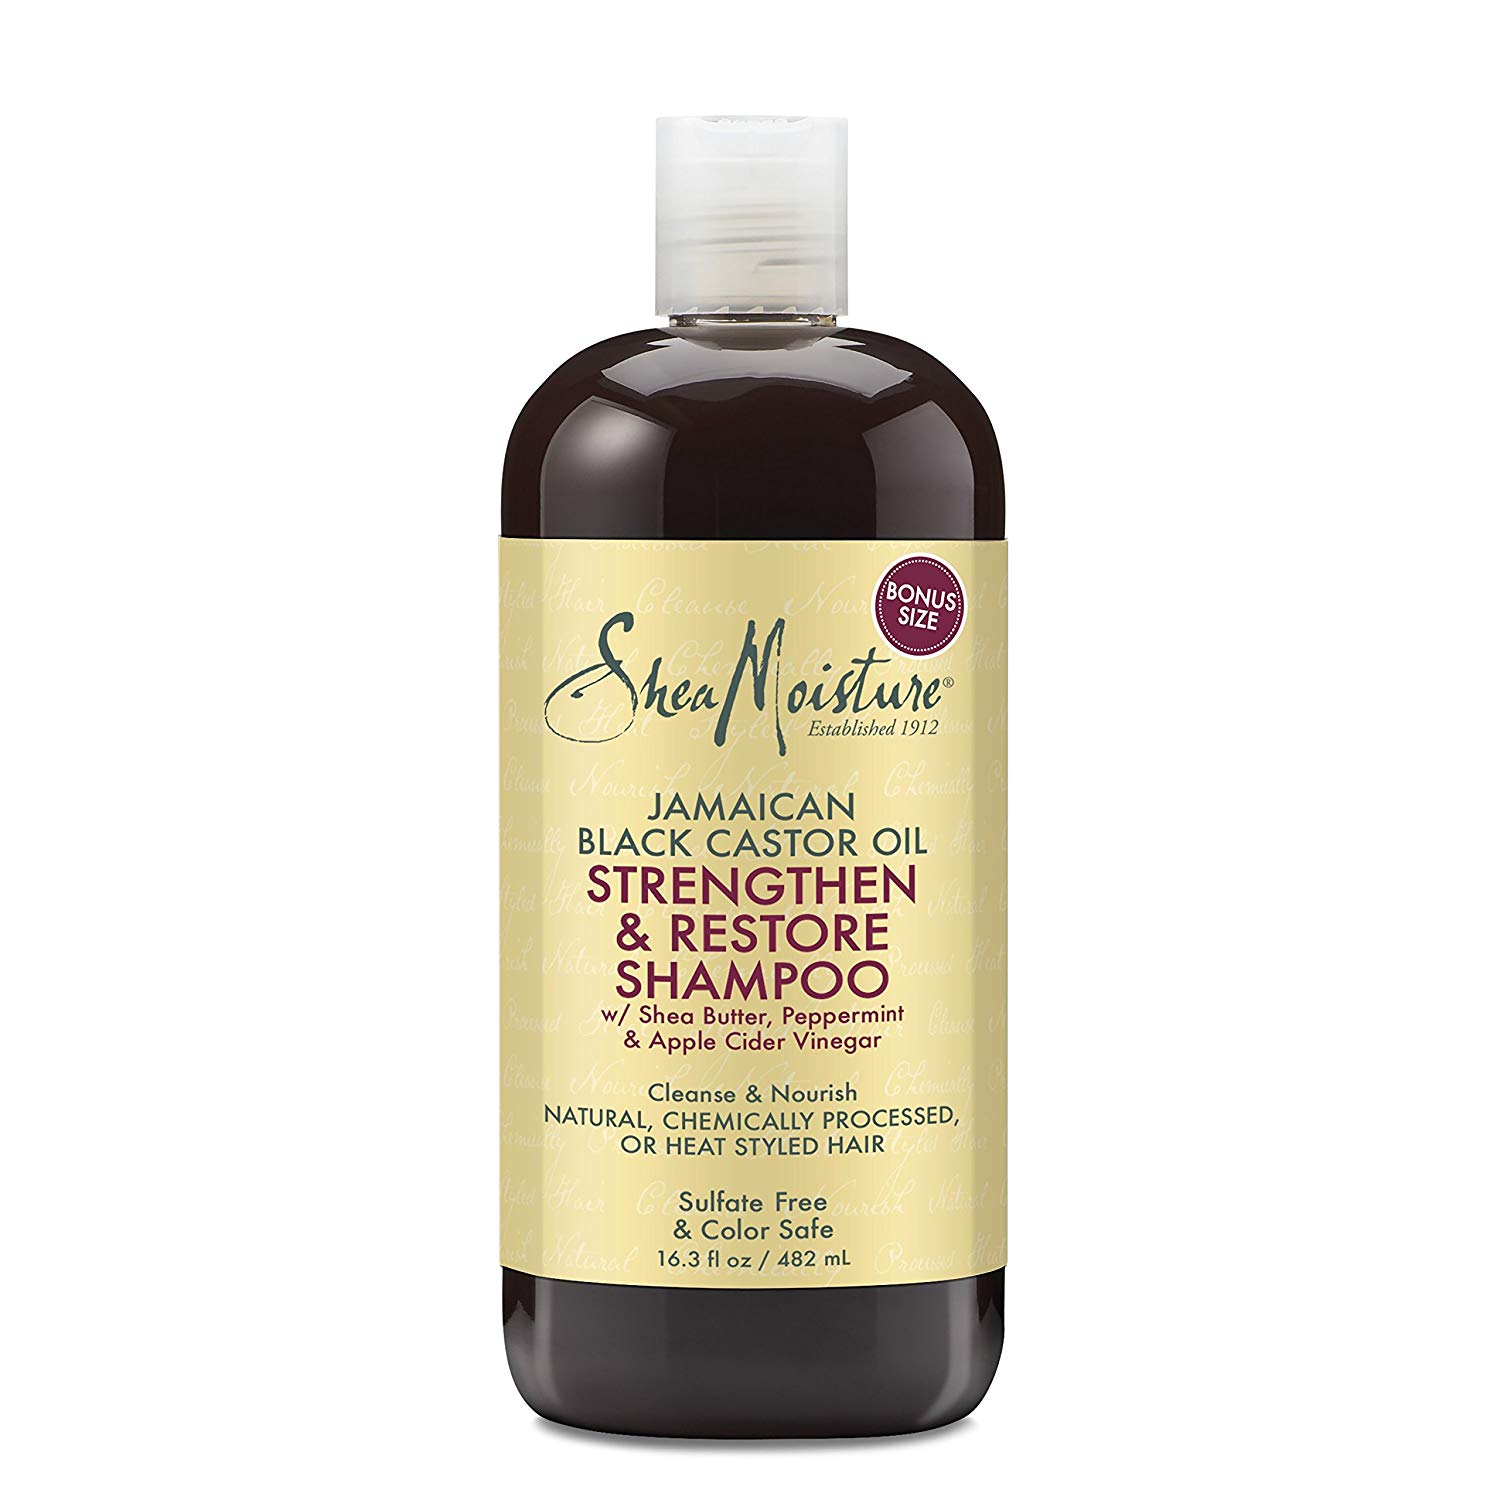 BONUS
SIZE
SheaMoisture®
Established 1912
JAMAICAN
BLACK CASTOR OIL
STRENGTHEN
& RESTORE
SHAMPOO
w/ Shea Butter, Peppermint
& Apple Cider Vinegar
Cleanse & Nourish
NATURAL, CHEMICALLY PROCESSED,
OR HEAT STYLED HAIR
Sulfate Free
& Color Safe
16.3 fl oz / 482 mL